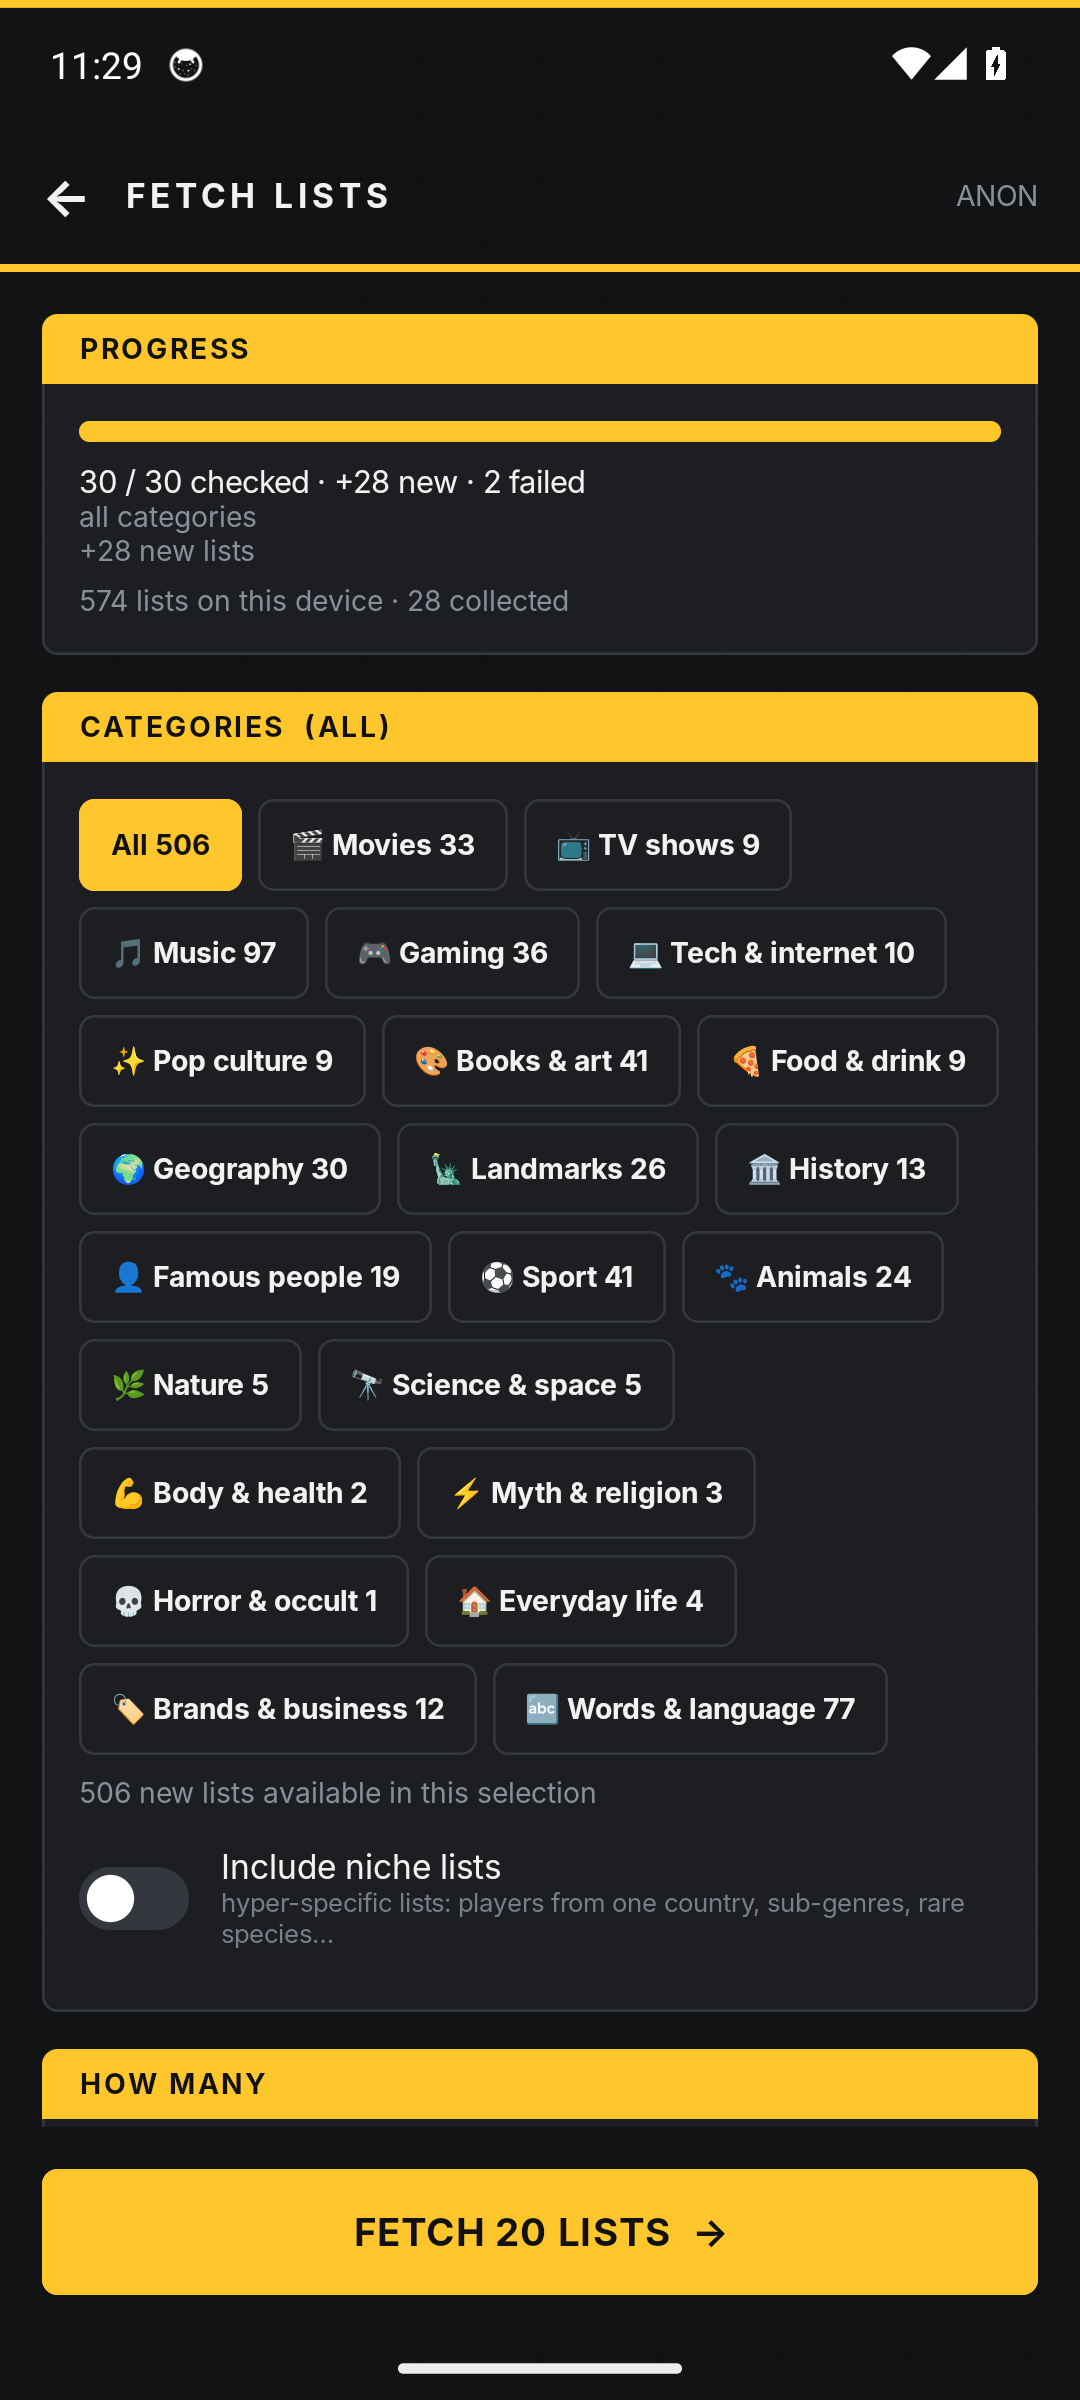 11:29
FETCH LISTS
ANON
PROGRESS
30 / 30 checked · +28 new · 2 failed
all categories
+28 new lists
574 lists on this device · 28 collected
CATEGORIES (ALL)
All 506
Movies 33
TV shows 9
Music 97
Gaming 36
Tech & internet 10
Pop culture 9
Books & art 41
Food & drink 9
Geography 30
Landmarks 26
History 13
Famous people 19
Sport 41
Animals 24
Nature 5
Science & space 5
Body & health 2
Myth & religion 3
Horror & occult 1
Everyday life 4
Brands & business 12
abc Words & language 77
506 new lists available in this selection
Include niche lists
hyper-specific lists: players from one country, sub-genres, rare
species...
HOW MANY
FETCH 20 LISTS →